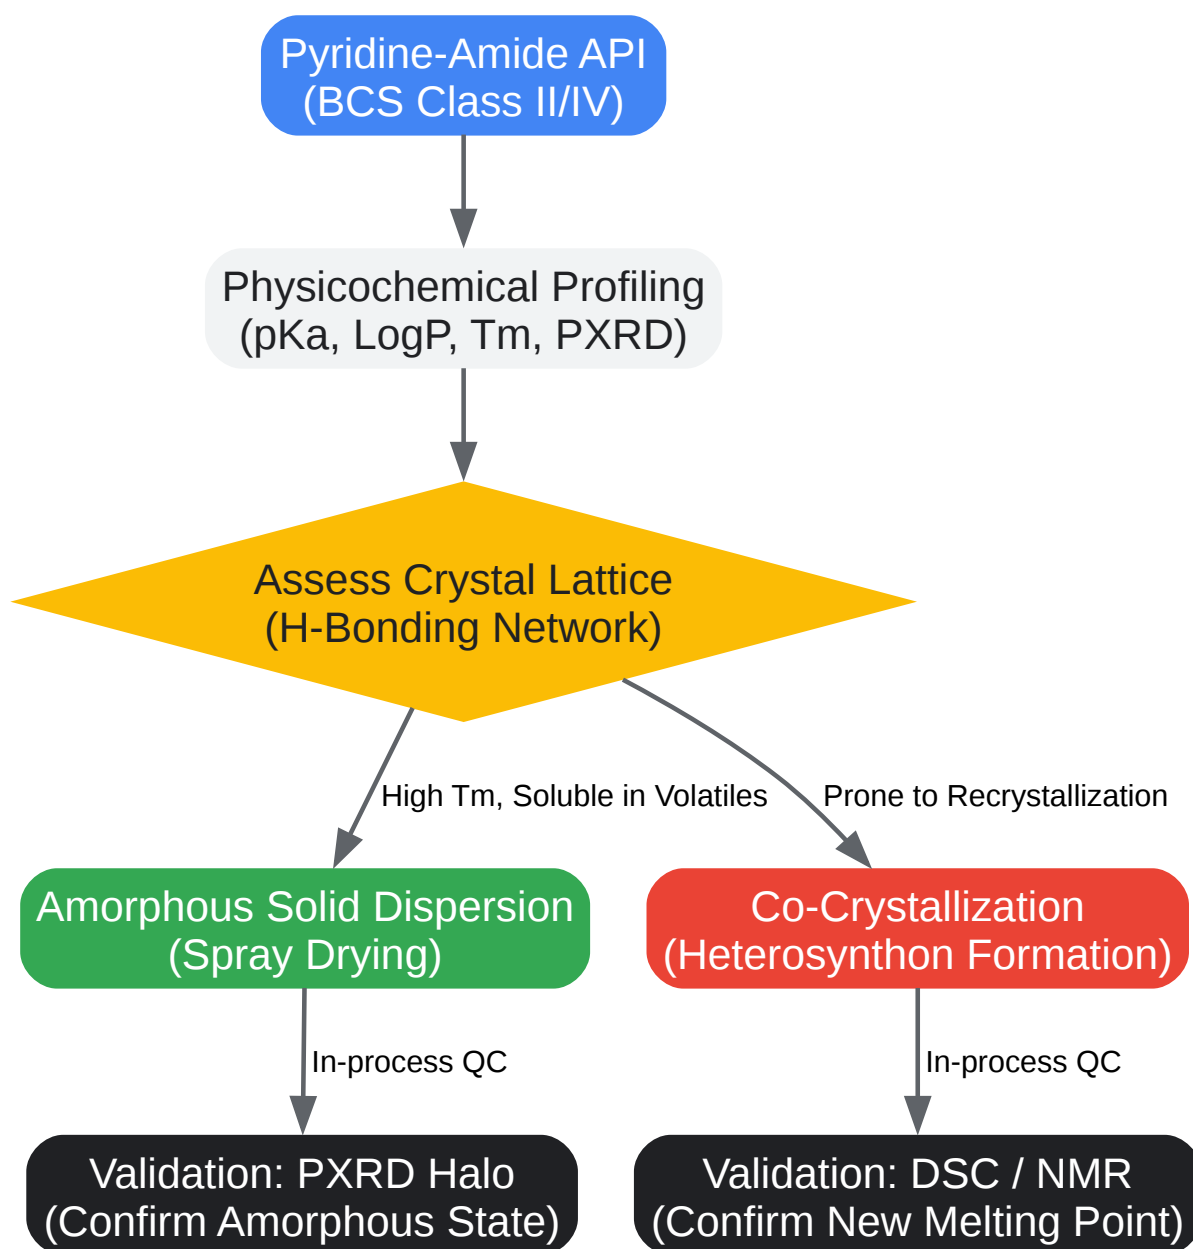 Pyridine-Amide API
(BCS Class II/IV)
Physicochemical Profiling
(pKa, LogP, Tm, PXRD)
Assess Crystal Lattice
(H-Bonding Network)
High Tm, Soluble in Volatiles
Prone to Recrystallization
Amorphous Solid Dispersion
(Spray Drying)
Co-Crystallization
(Heterosynthon Formation)
In-process QC
In-process QC
Validation: PXRD Halo
(Confirm Amorphous State)
Validation: DSC / NMR
(Confirm New Melting Point)